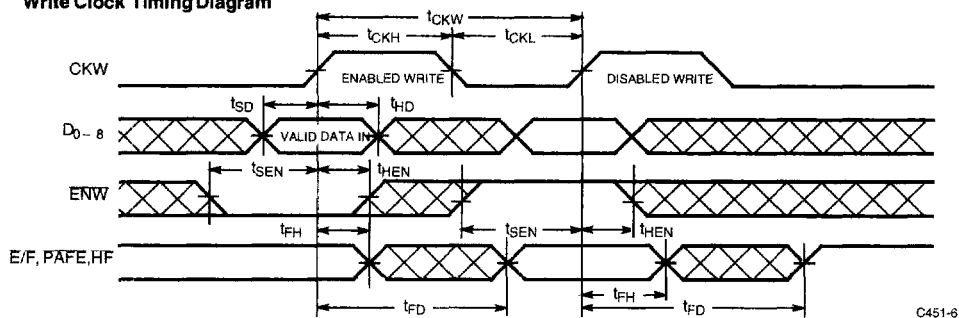 Write Clock Timing Diagram
tCKW
tCKH
tCKL
CKW
ENABLED WRITE
DISABLED WRITE
tSD
tHD
D0 – 8
VALID DATA IN
tSEN
tHEN
ENW
tFH
tSEN
tHEN
E/F, PAFE,HF
tFH
tFD
tFD
C451-6